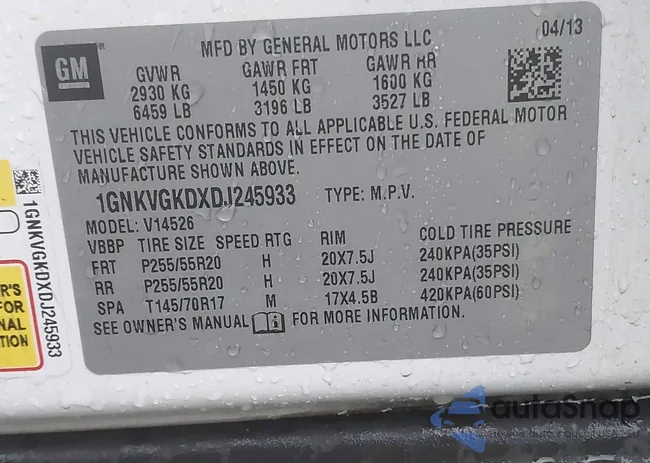 GM
MFD BY GENERAL MOTORS LLC
04/13
GVWR GAWR FRT GAWR RR
2930 KG 1450 KG 1600 KG
6459 LB 3196 LB 3527 LB
THIS VEHICLE CONFORMS TO ALL APPLICABLE U.S. FEDERAL MOTOR
VEHICLE SAFETY STANDARDS IN EFFECT ON THE DATE OF
MANUFACTURE SHOWN ABOVE.
1GNKVGKDXDJ245933 TYPE: M.P.V.
MODEL: V14526
VBBP TIRE SIZE SPEED RTG RIM COLD TIRE PRESSURE
FRT P255/55R20 H 20X7.5J 240KPA(35PSI)
RR P255/55R20 H 20X7.5J 240KPA(35PSI)
SPA T145/70R17 M 17X4.5B 420KPA(60PSI)
SEE OWNER'S MANUAL i FOR MORE INFORMATION.
1GNKVGKDXDJ245933
ER'S
FOR
NAL
TION
autoSnap